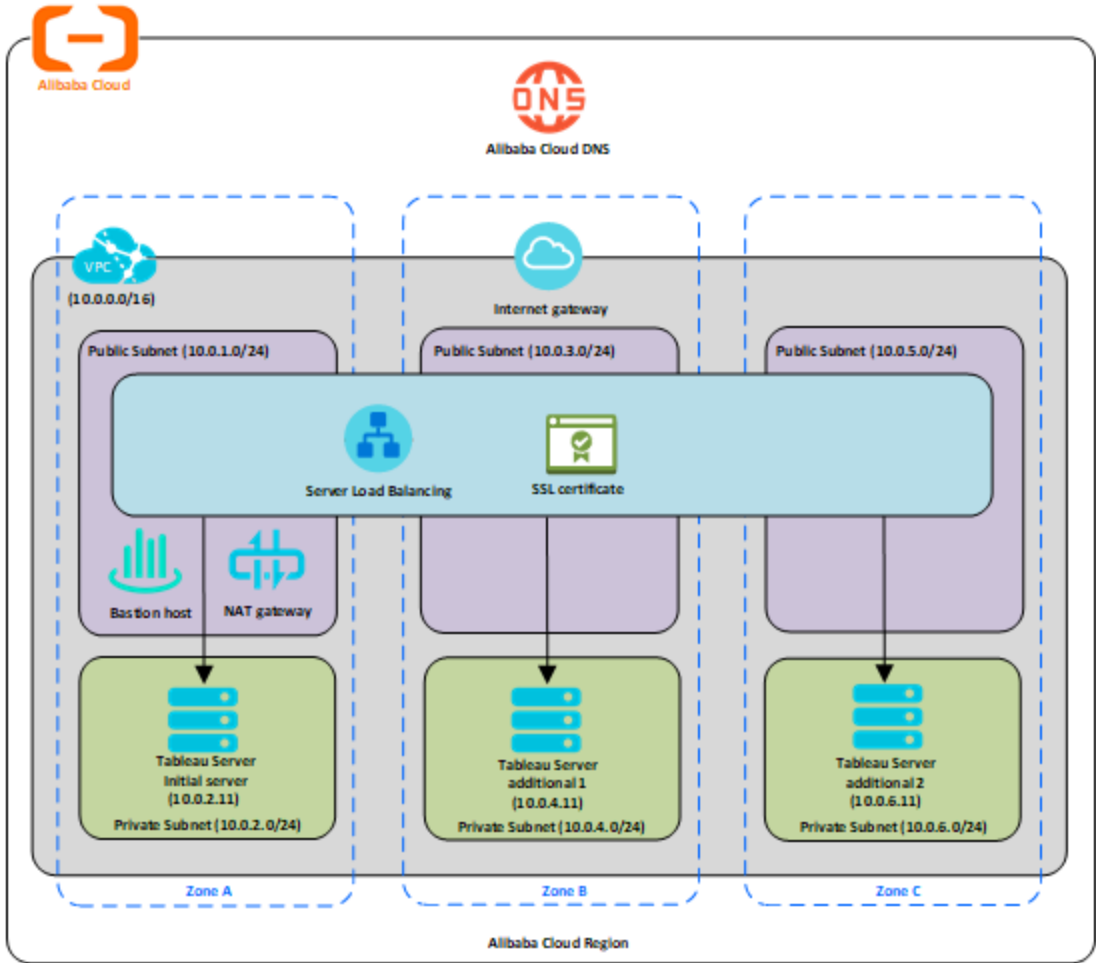 Alibaba Cloud
DNS
Alibaba Cloud DNS
VPC
(10.0.0.0/16)
Internet gateway
Public Subnet (10.0.1.0/24)
Public Subnet (10.0.3.0/24)
Public Subnet (10.0.5.0/24)
Server Load Balancing
SSL certificate
Bastion host
NAT gateway
Tableau Server
Initial server
(10.0.2.11)
Private Subnet (10.0.2.0/24)
Tableau Server
additional 1
(10.0.4.11)
Private Subnet (10.0.4.0/24)
Tableau Server
additional 2
(10.0.6.11)
Private Subnet (10.0.6.0/24)
Zone A
Zone B
Zone C
Alibaba Cloud Region